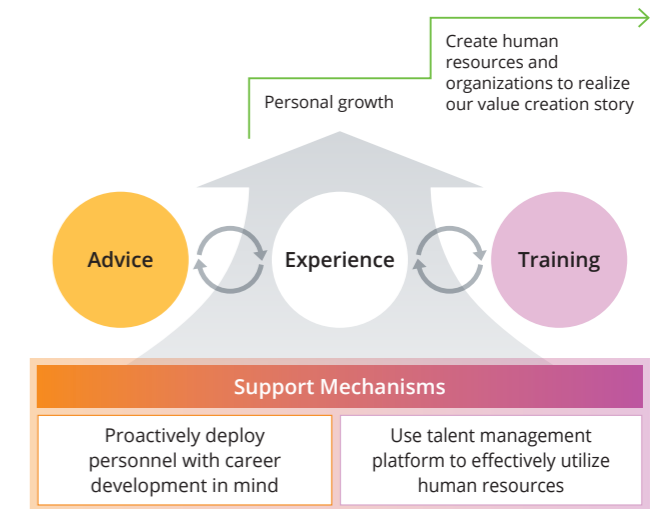 Create human
resources and
organizations to realize
our value creation story
Personal growth
Advice
Experience
Training
Support Mechanisms
Proactively deploy
personnel with career
development in mind
Use talent management
platform to effectively utilize
human resources